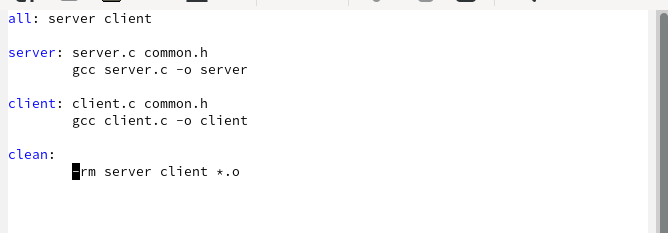 all: server client
server: server.c common.h
gcc server.c -o server
client: client.c common.h
gcc client.c -o client
clean:
-rm server client *.o